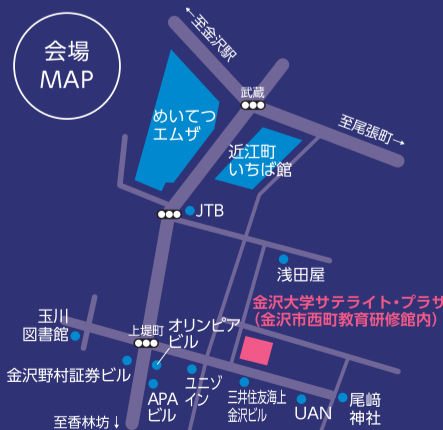 会場
MAP
←至金沢駅
武蔵
めいてつ
エムザ
至尾張町→
近江町
いちば館
JTB
浅田屋
金沢大学サテライト・プラザ
（金沢市西町教育研修館内）
玉川
図書館
上堤町
オリンピア
ビル
金沢野村証券ビル
APA
ビル
ユニゾ
イン
三井住友海上
金沢ビル
UAN
尾﨑
神社
至香林坊↓